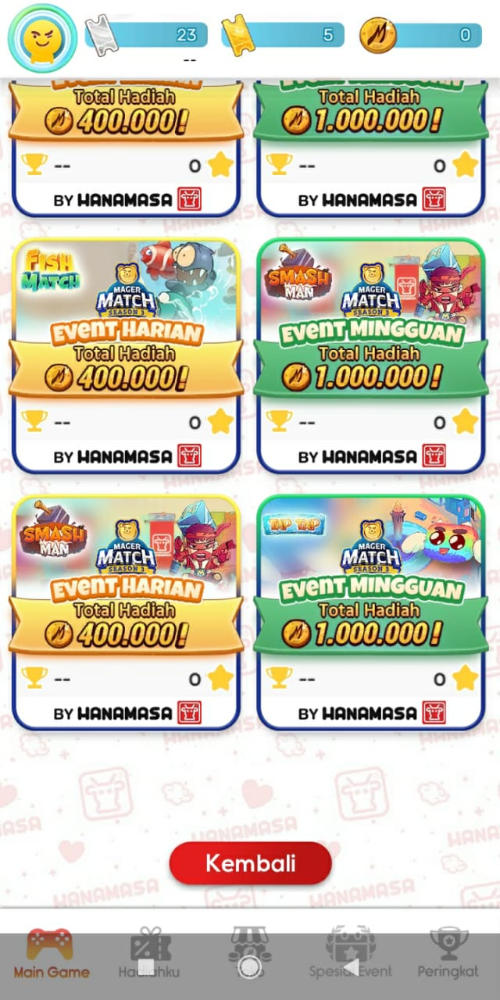 23
5
0
--
Total Hadiah
400.000!
-- 0
BY HANAMASA
Total Hadiah
1.000.000!
-- 0
BY HANAMASA
FISH MATCH
MAGER
MATCH
SEASON 3
EVENT HARIAN
Total Hadiah
400.000!
-- 0
BY HANAMASA
SMASH
MAN
MAGER
MATCH
SEASON 3
EVENT MINGGUAN
Total Hadiah
1.000.000!
-- 0
BY HANAMASA
SMASH
MAN
MAGER
MATCH
SEASON 3
EVENT HARIAN
Total Hadiah
400.000!
-- 0
BY HANAMASA
TAP TAP
MAGER
MATCH
SEASON 3
EVENT MINGGUAN
Total Hadiah
1.000.000!
-- 0
BY HANAMASA
HANAMASA
Kembali
HANAMASA
Main Game
Hadiahku
Toko
Spesial Event
Peringkat